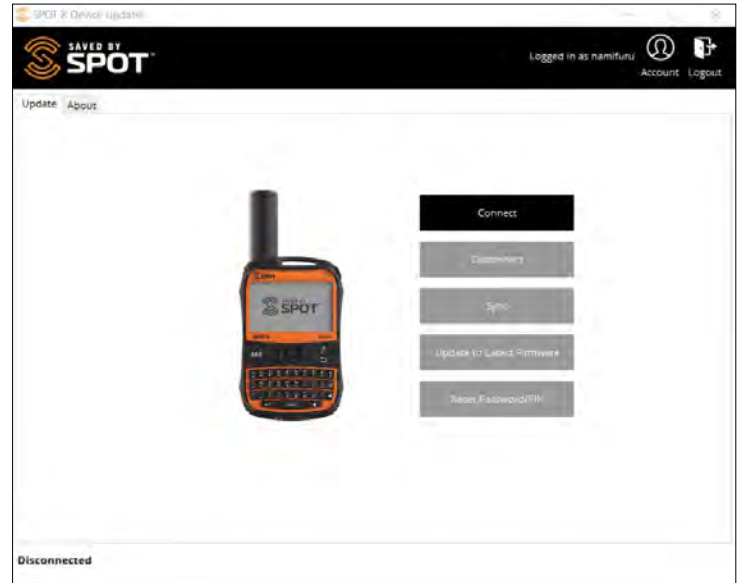 SPOT X Device Updater
SAVED BY
SPOT
Logged in as namifuru
Account
Logout
Update
About
Connect
Disconnect
Sync
Update to Latest Firmware
Reset Password/PIN
SPOT
Disconnected